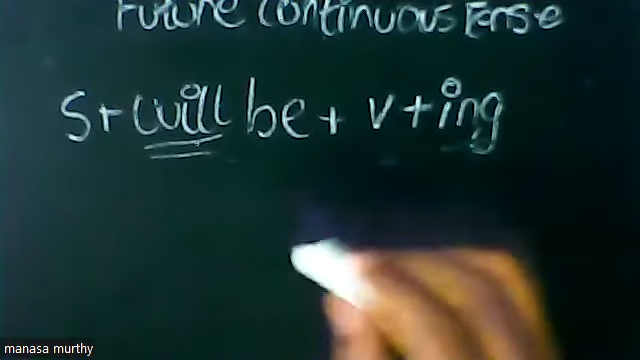 Future Continuous Tense
S+ will be + v + ing
manasa murthy